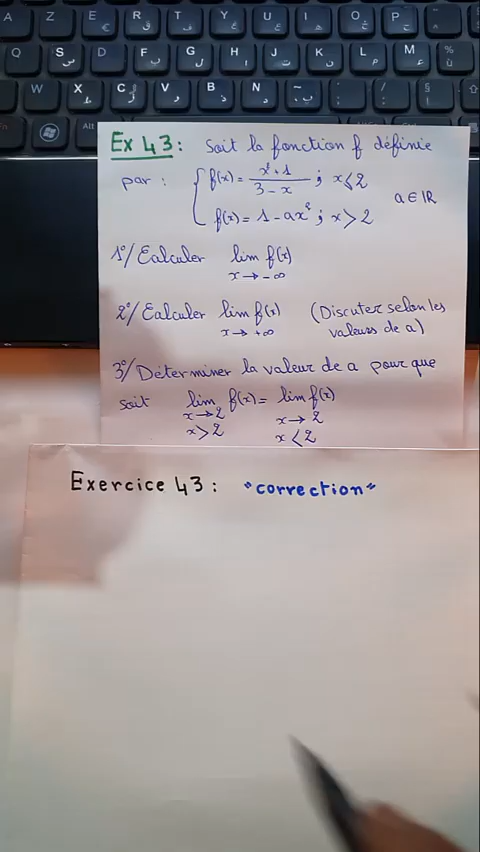 A Z E R T Y U I O P
€ ق ف غ ع ه خ ح
Q S D F G H J K L M %
س ي ب ل ا ت ن م ك ù
W X C V B N ? . / §
Fn Alt
Ex 43: Soit la fonction f définie
par : { f(x) = x²+1 / 3-x ; x<2
f(x) = 1 - ax² ; x > 2 a ∈ IR
1°/ Calculer lim f(x)
x → -∞
2°/ Calculer lim f(x) (Discuter selon les
x → +∞ valeurs de a)
3°/ Déterminer la valeur de a pour que
soit lim f(x) = lim f(x)
x → 2 x → 2
x > 2 x < 2
Exercice 43 : "correction"